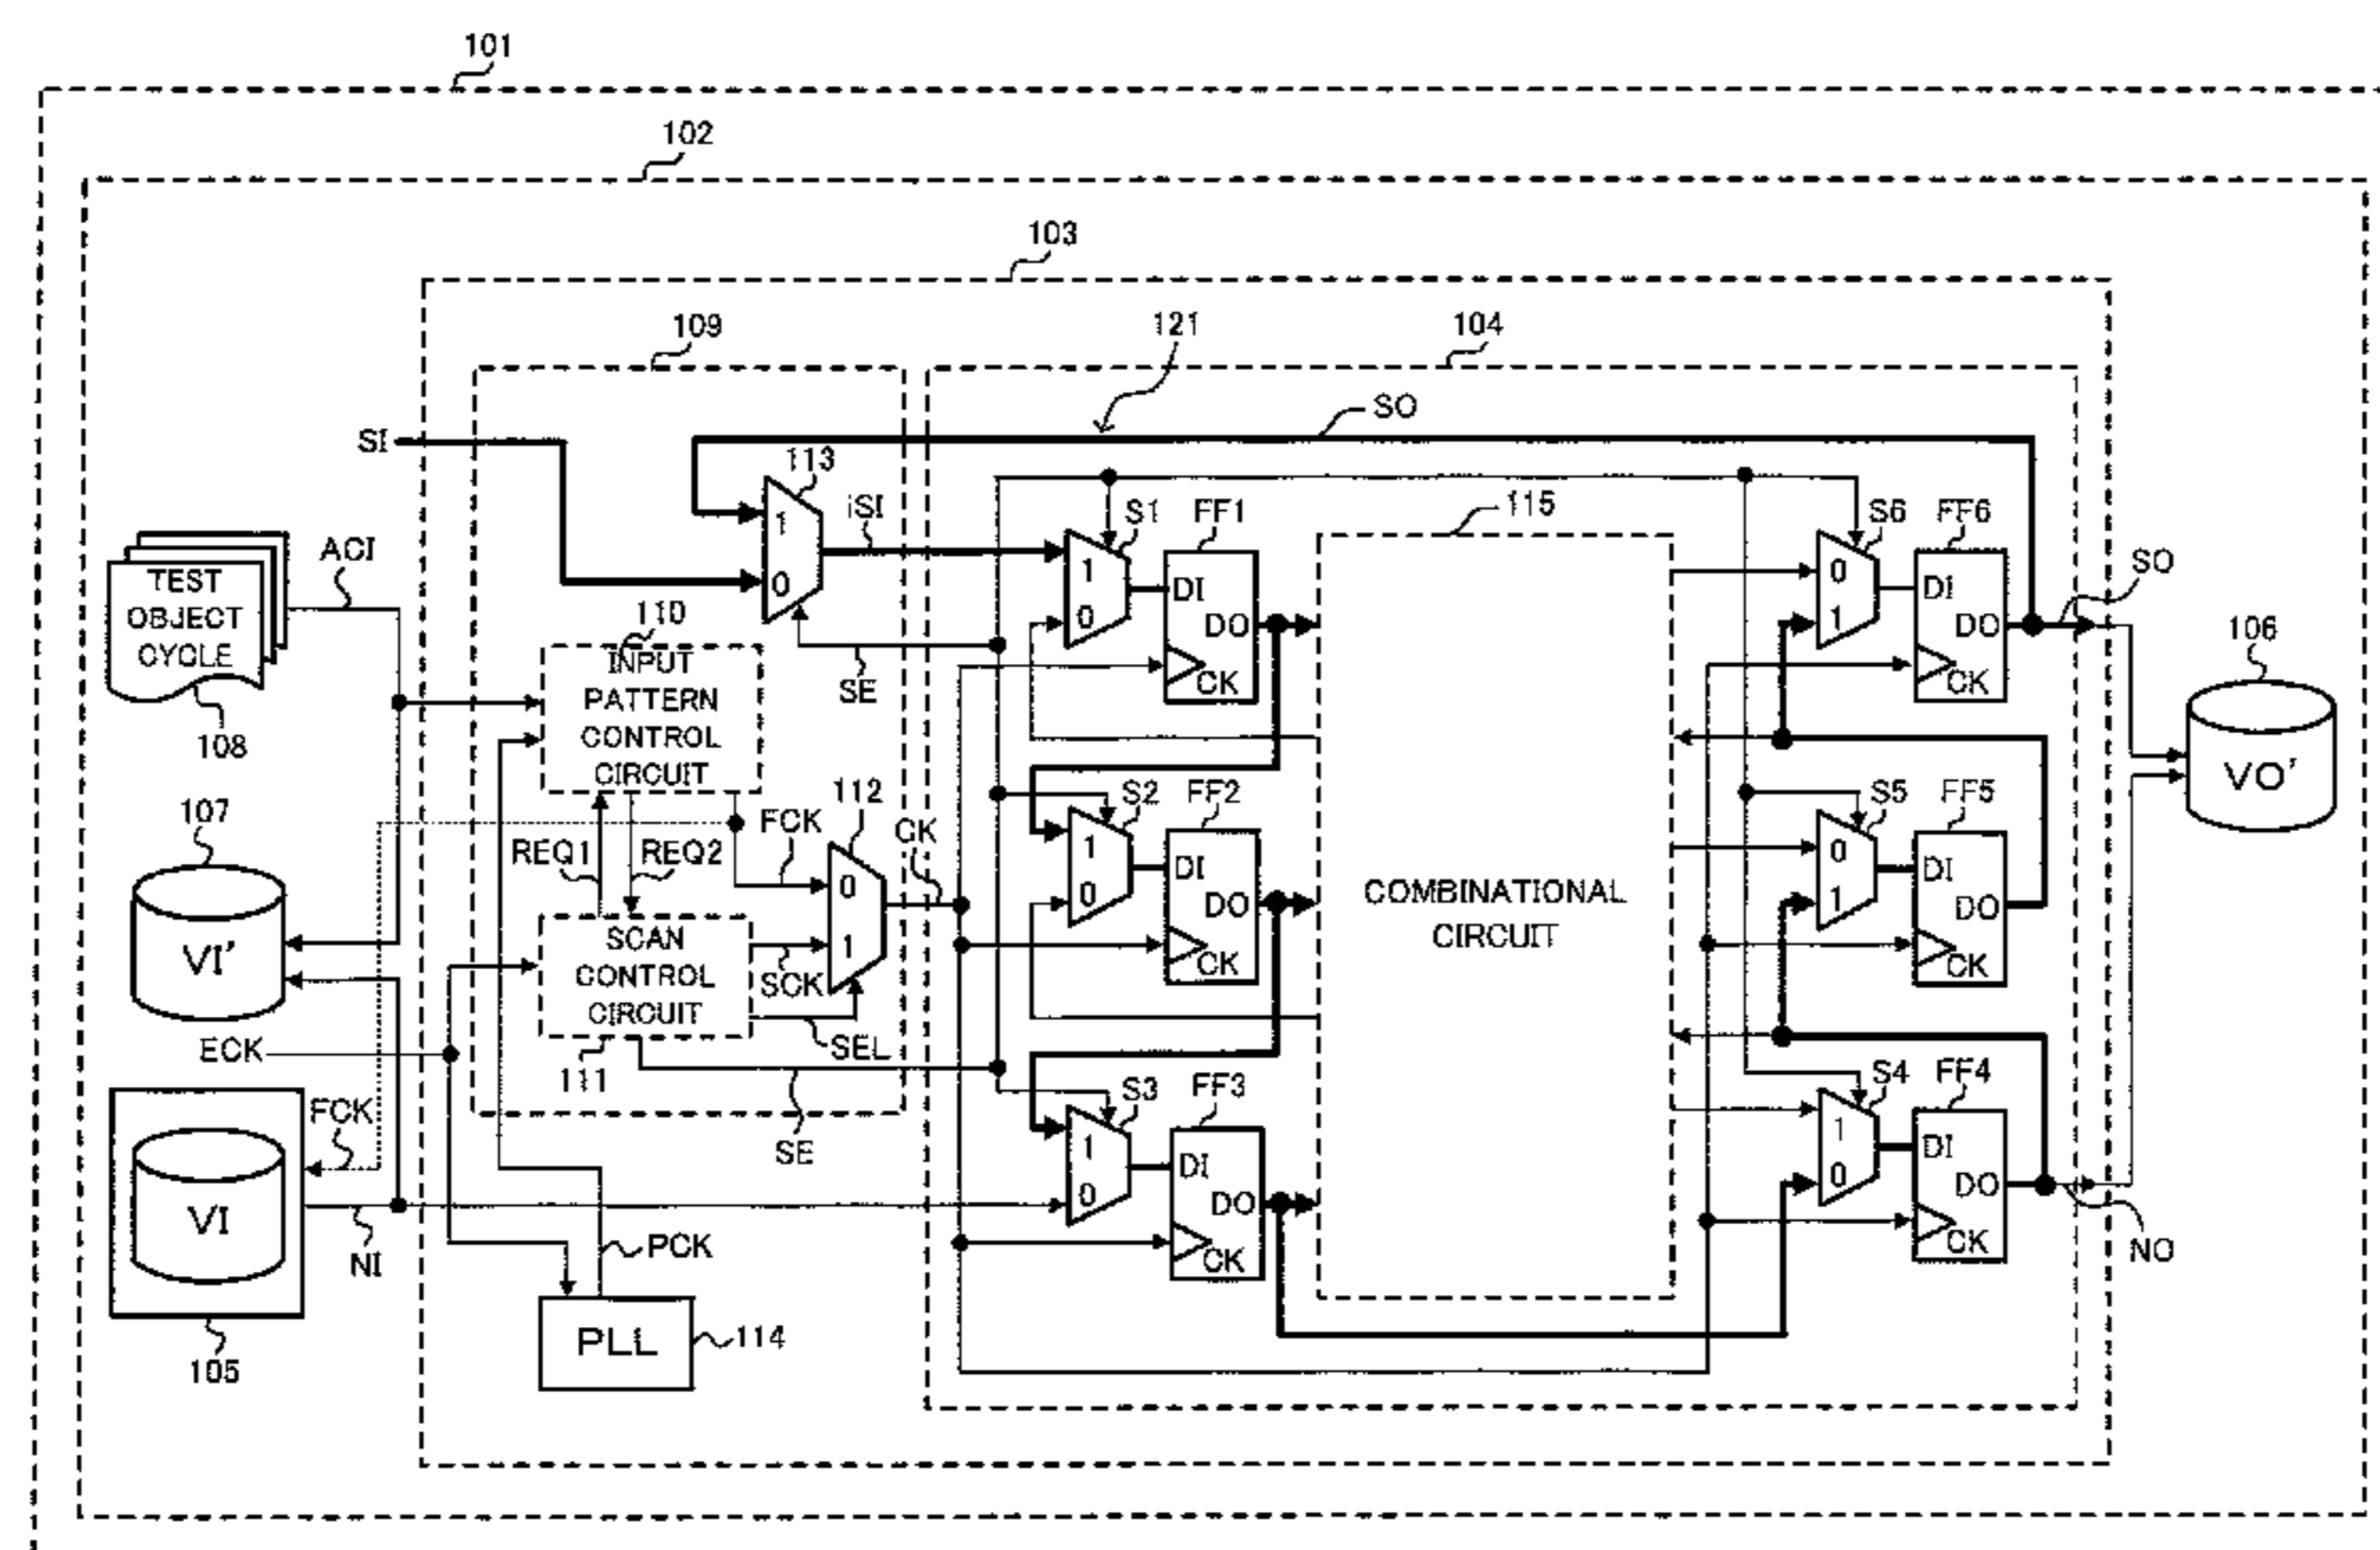 101
102
103
109
121
104
SI
SO
113
1
0
iSI
S1
FF1
1
0
DI
DO
CK
115
S6
FF6
0
1
DI
DO
CK
SO
TEST
OBJECT
CYCLE
ACI
108
110
INPUT
PATTERN
CONTROL
CIRCUIT
SE
106
VO'
107
VI'
REQ1
REQ2
FCK
112
0
1
CK
S2
FF2
1
0
DI
DO
CK
COMBINATIONAL
CIRCUIT
S5
FF5
0
1
DI
DO
CK
SCAN
CONTROL
CIRCUIT
SCK
SEL
111
ECK
SE
FCK
VI
105
NI
PCK
PLL
114
S3
FF3
1
0
DI
DO
CK
S4
FF4
1
0
DI
DO
CK
NO